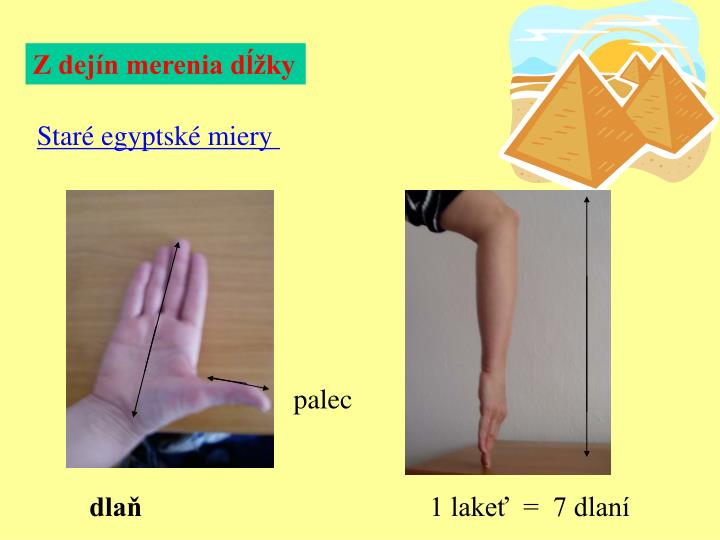 Z dejín merenia dĺžky
Staré egyptské miery
palec
dlaň
1 lakeť = 7 dlaní